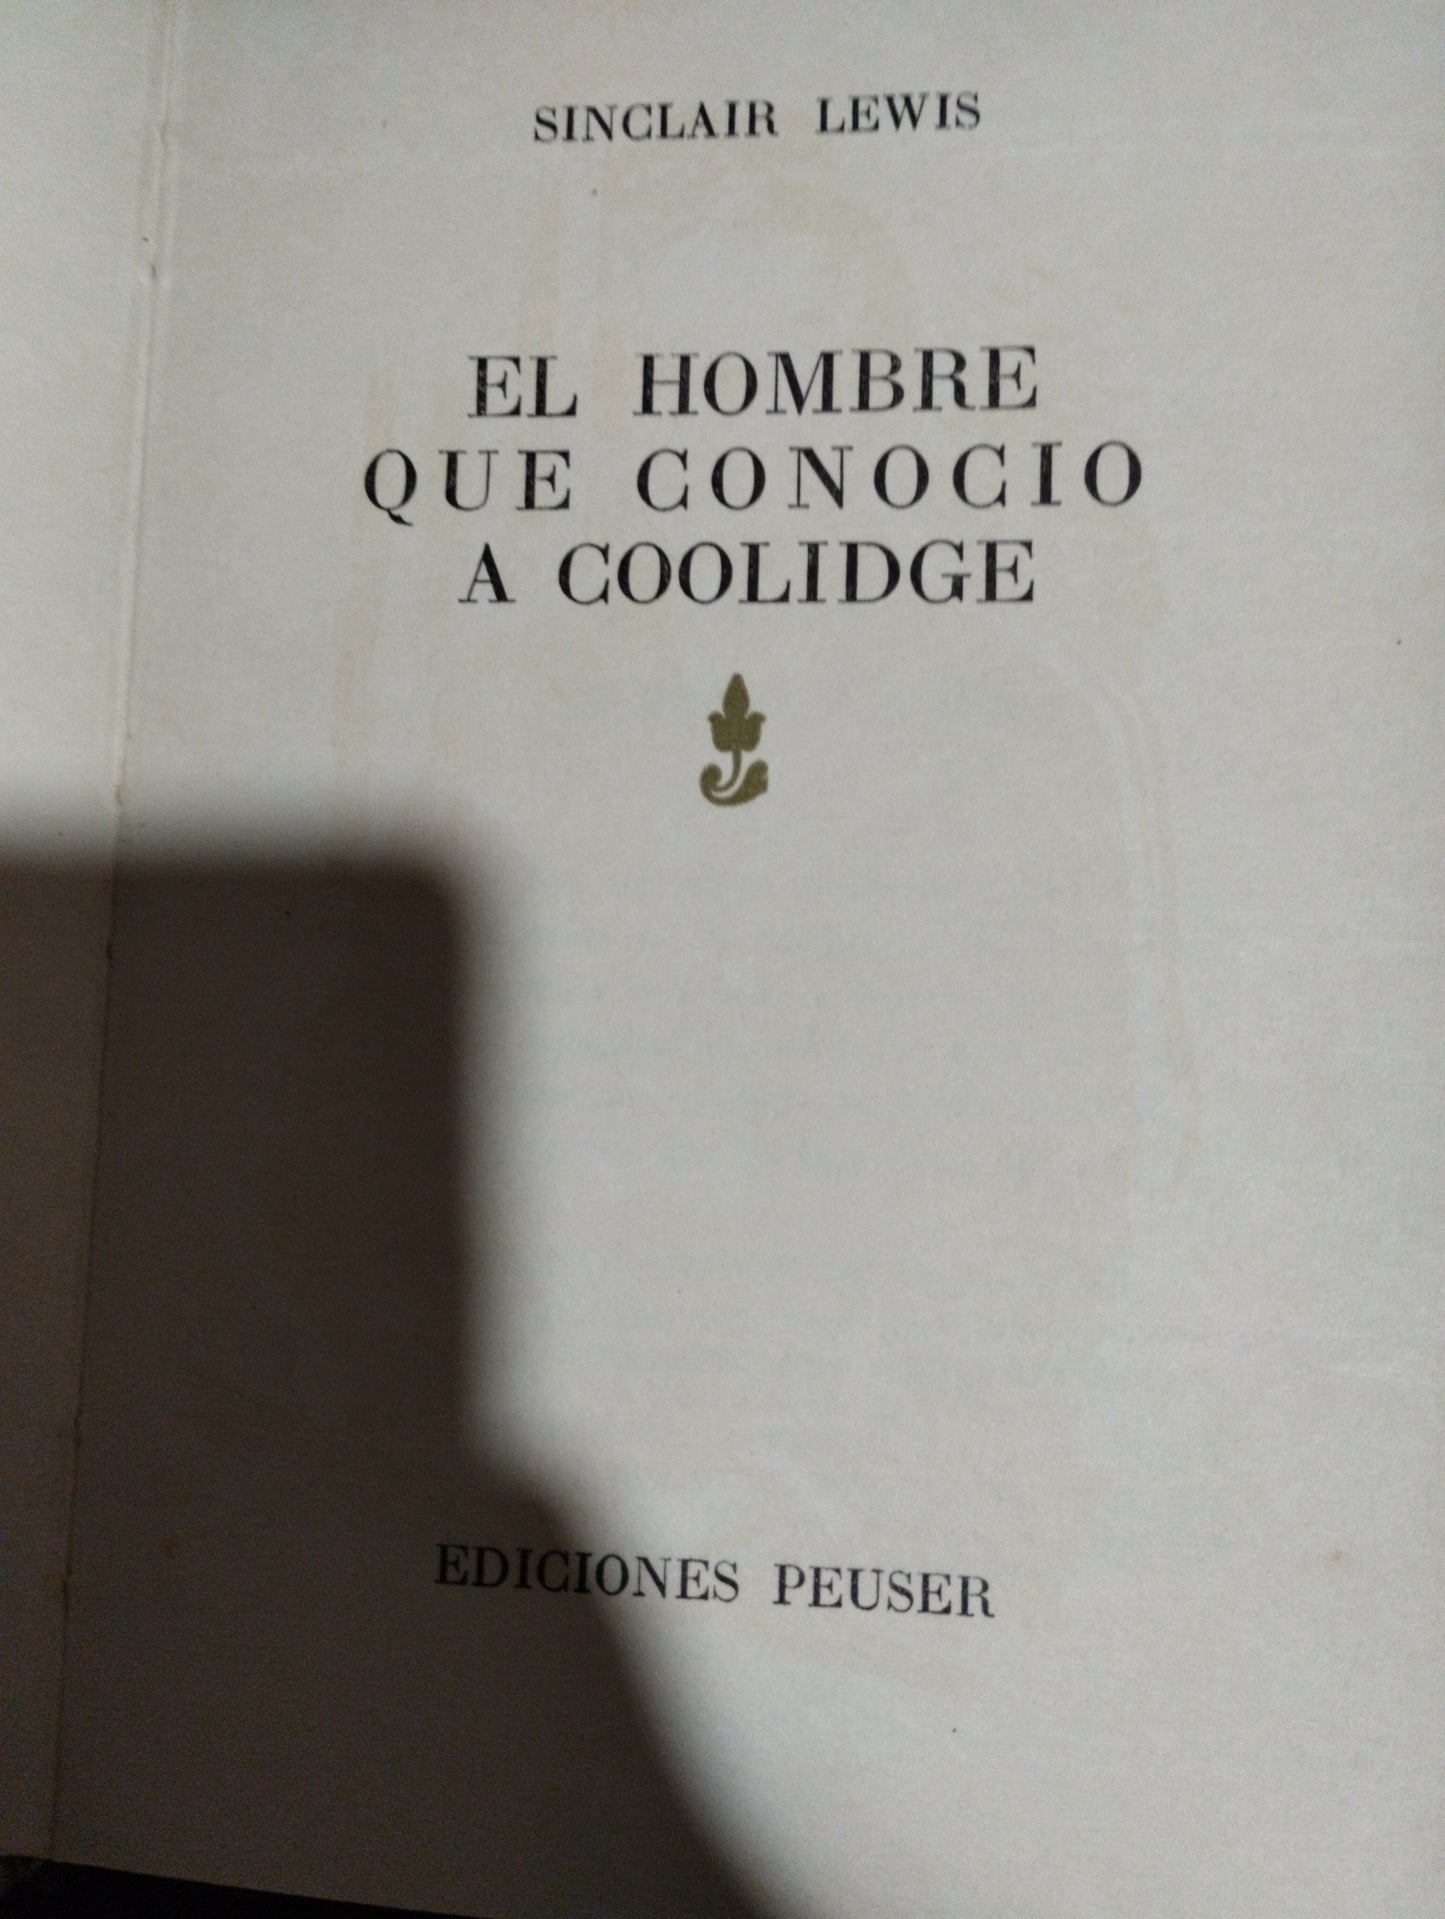 SINCLAIR LEWIS
EL HOMBRE
QUE CONOCIO
A COOLIDGE
EDICIONES PEUSER